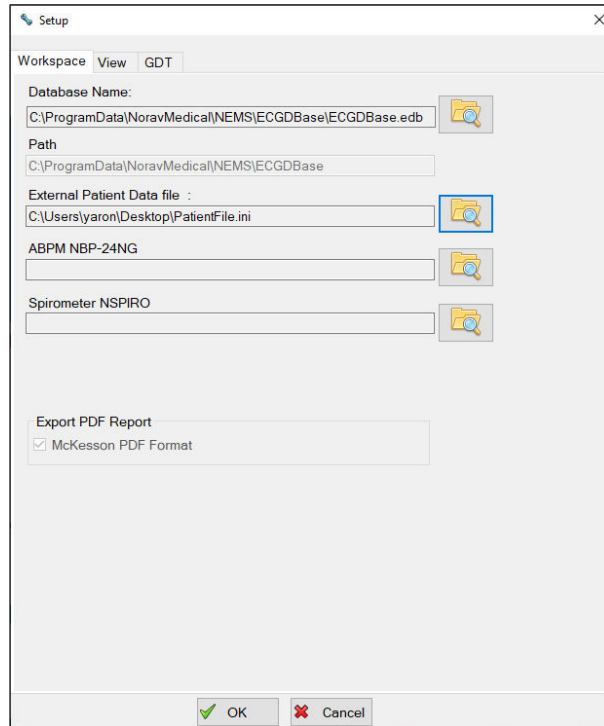 Setup
Workspace View GDT
Database Name:
C:\ProgramData\NoravMedical\NEMS\ECGDBase\ECGDBase.edb
Path
C:\ProgramData\NoravMedical\NEMS\ECGDBase
External Patient Data file :
C:\Users\yaron\Desktop\PatientFile.ini
ABPM NBP-24NG
Spirometer NSPIRO
Export PDF Report
McKesson PDF Format
OK Cancel